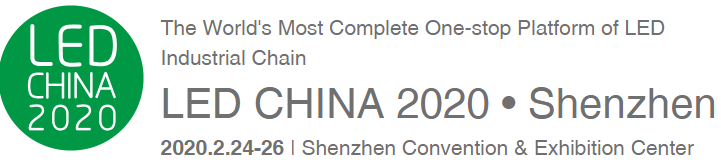 LED
CHINA
2020
The World's Most Complete One-stop Platform of LED
Industrial Chain
LED CHINA 2020 • Shenzhen
2020.2.24-26 | Shenzhen Convention & Exhibition Center